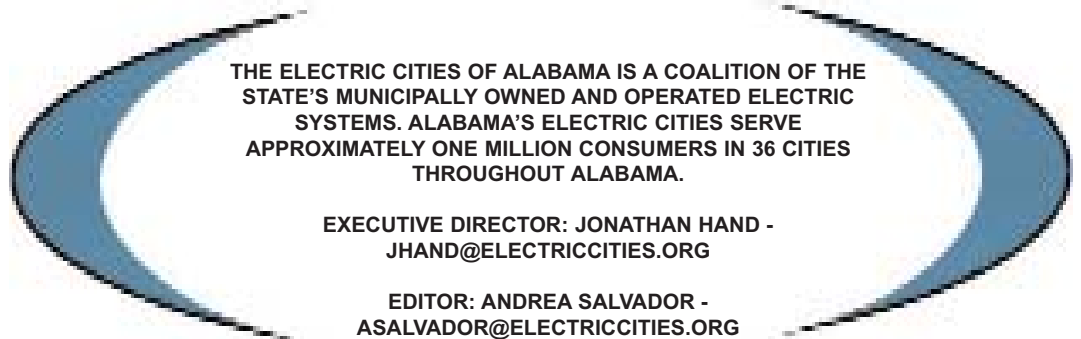 THE ELECTRIC CITIES OF ALABAMA IS A COALITION OF THE
STATE'S MUNICIPALLY OWNED AND OPERATED ELECTRIC
SYSTEMS. ALABAMA'S ELECTRIC CITIES SERVE
APPROXIMATELY ONE MILLION CONSUMERS IN 36 CITIES
THROUGHOUT ALABAMA.
EXECUTIVE DIRECTOR: JONATHAN HAND -
JHAND@ELECTRICCITIES.ORG
EDITOR: ANDREA SALVADOR -
ASALVADOR@ELECTRICCITIES.ORG